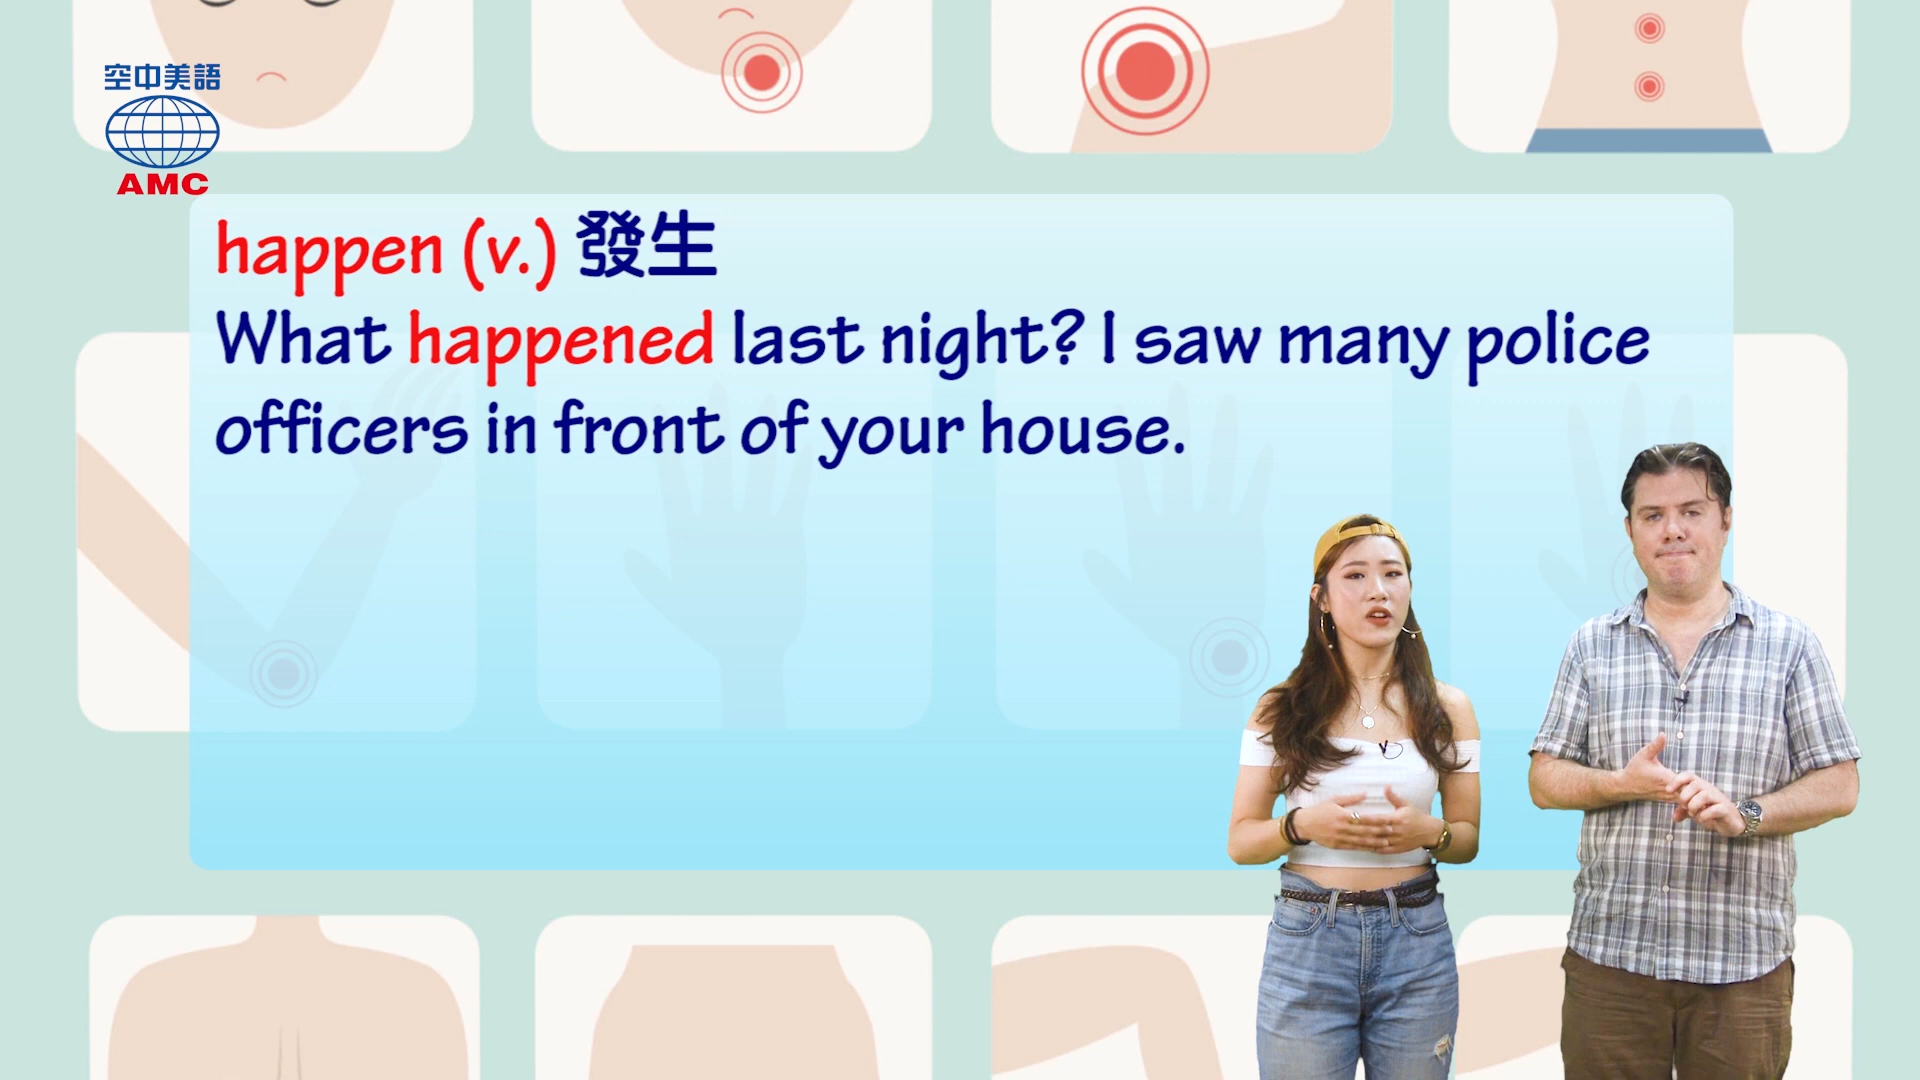 空中美語
AMC
happen (v.) 發生
What happened last night? I saw many police
officers in front of your house.